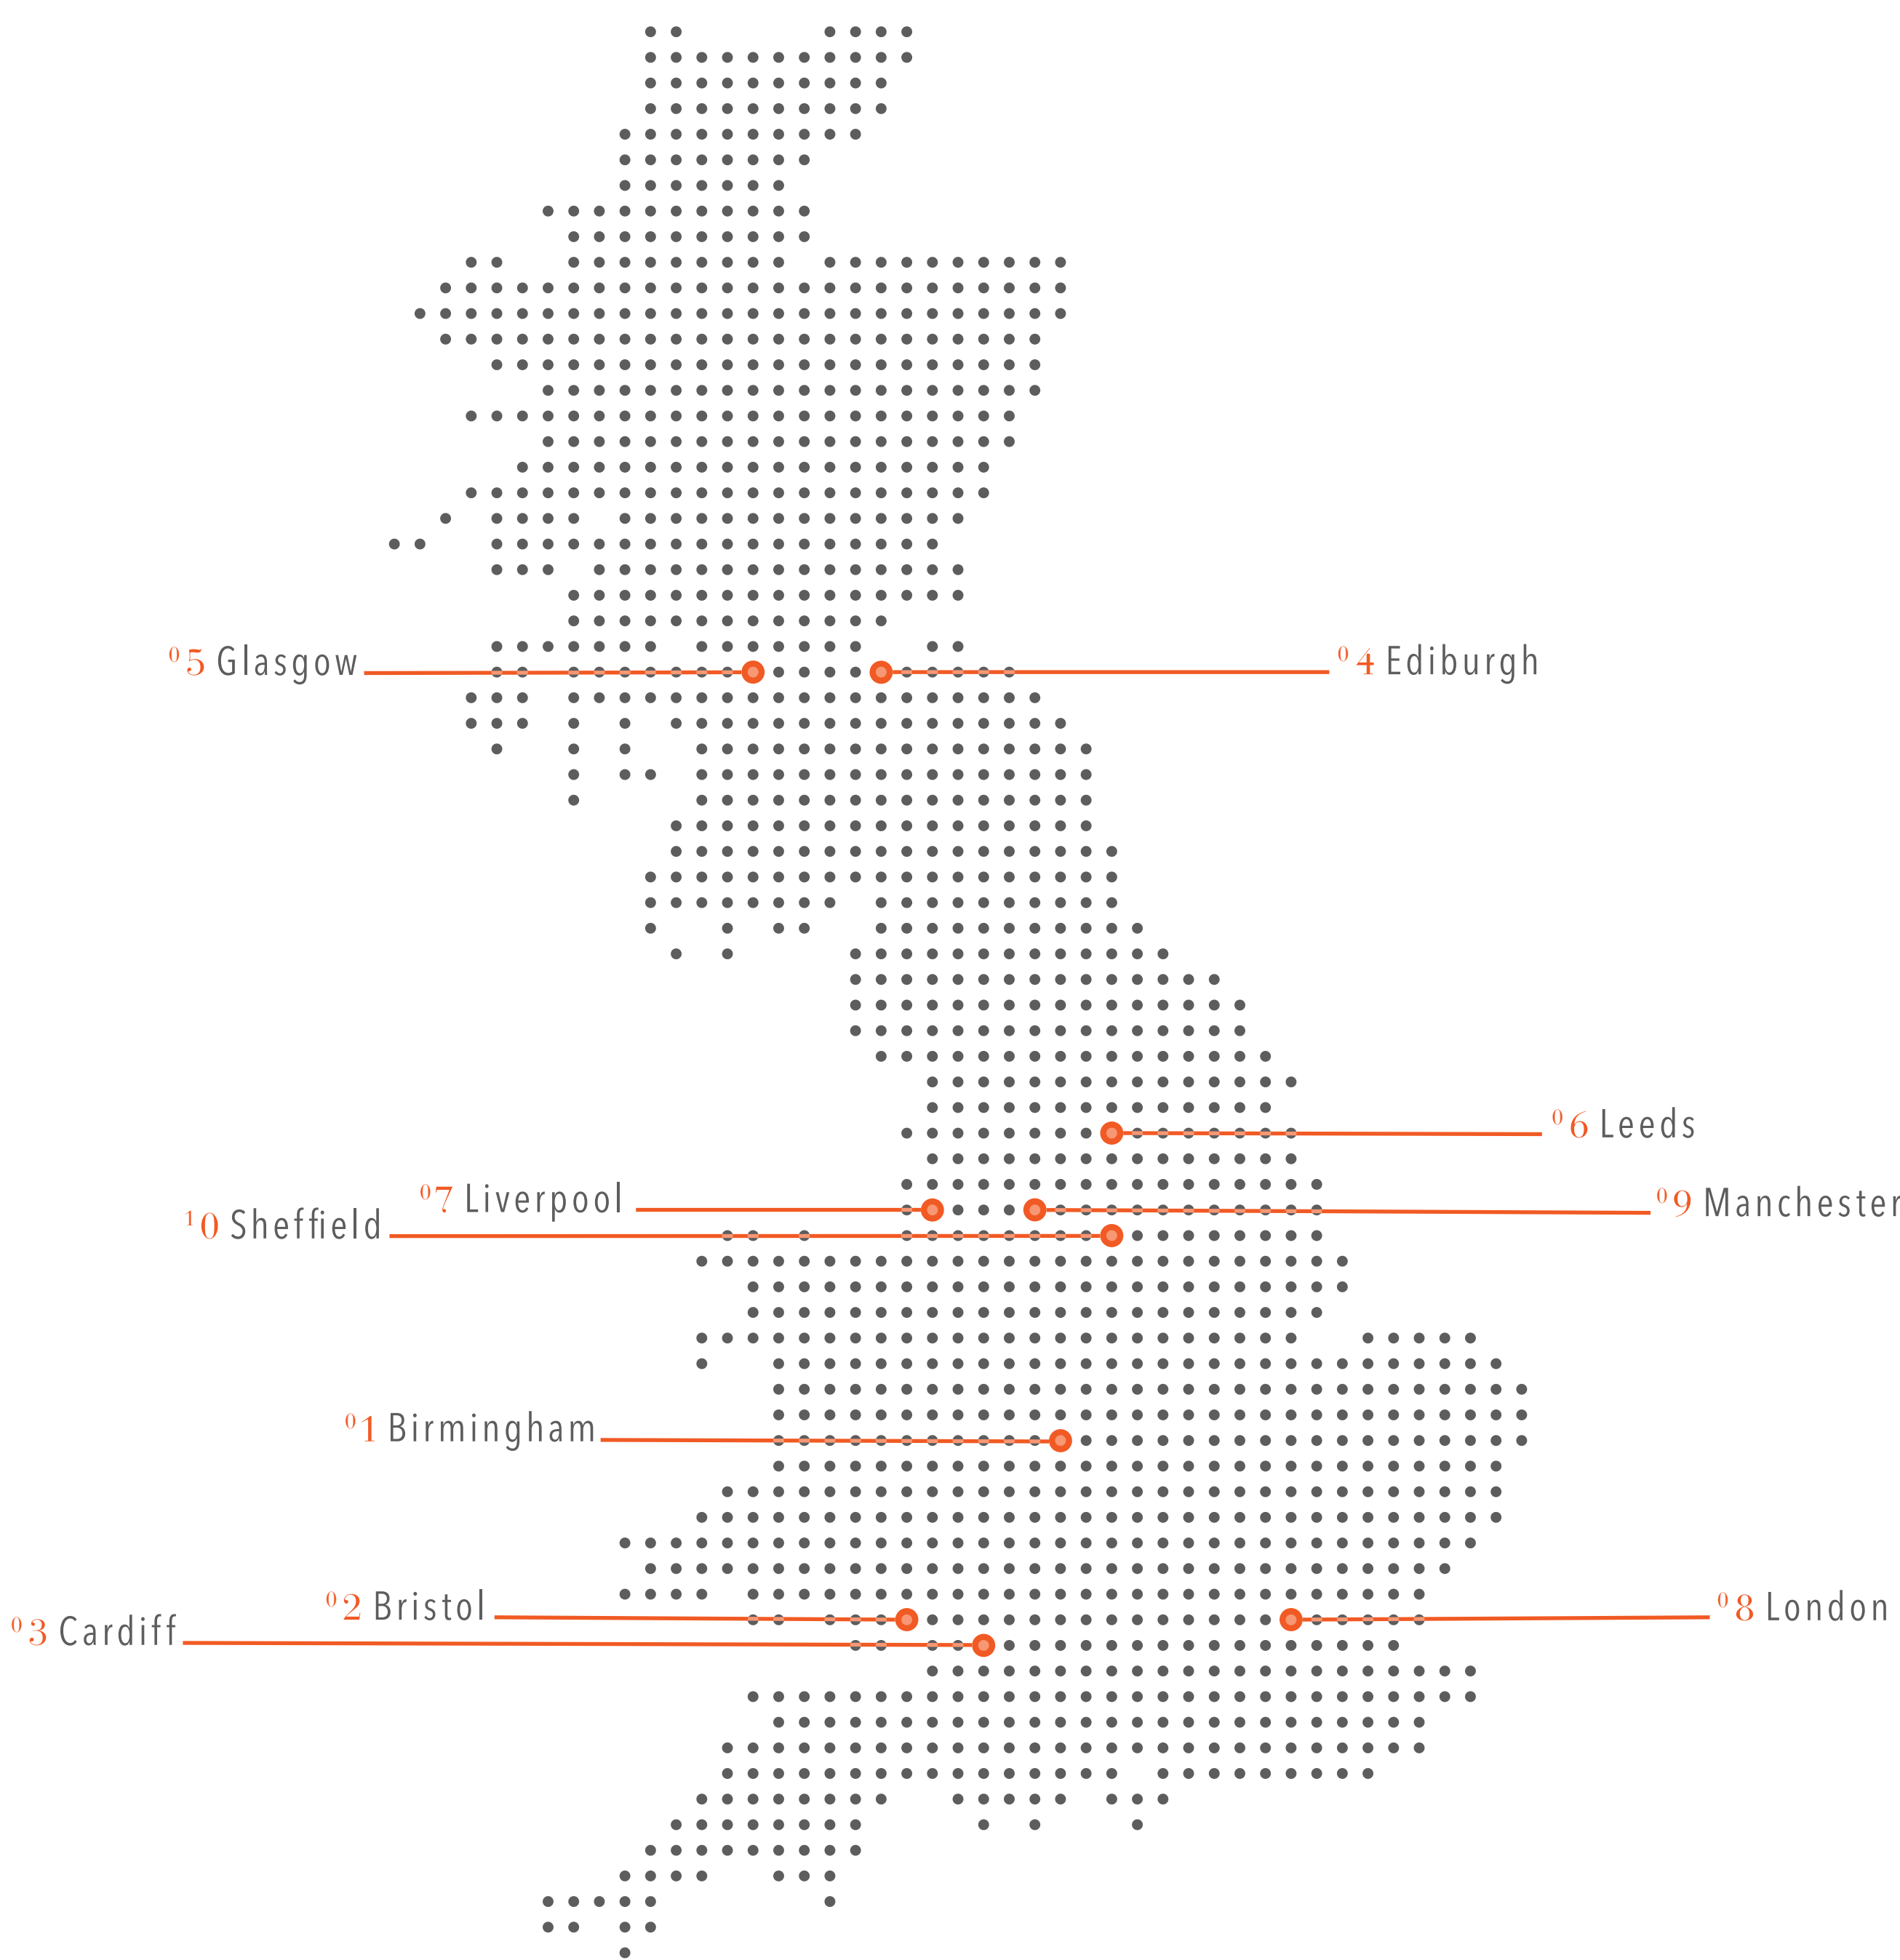 05 Glasgow
04 Ediburgh
06 Leeds
07 Liverpool
09 Manchester
10 Sheffield
01 Birmingham
02 Bristol
08 London
03 Cardiff